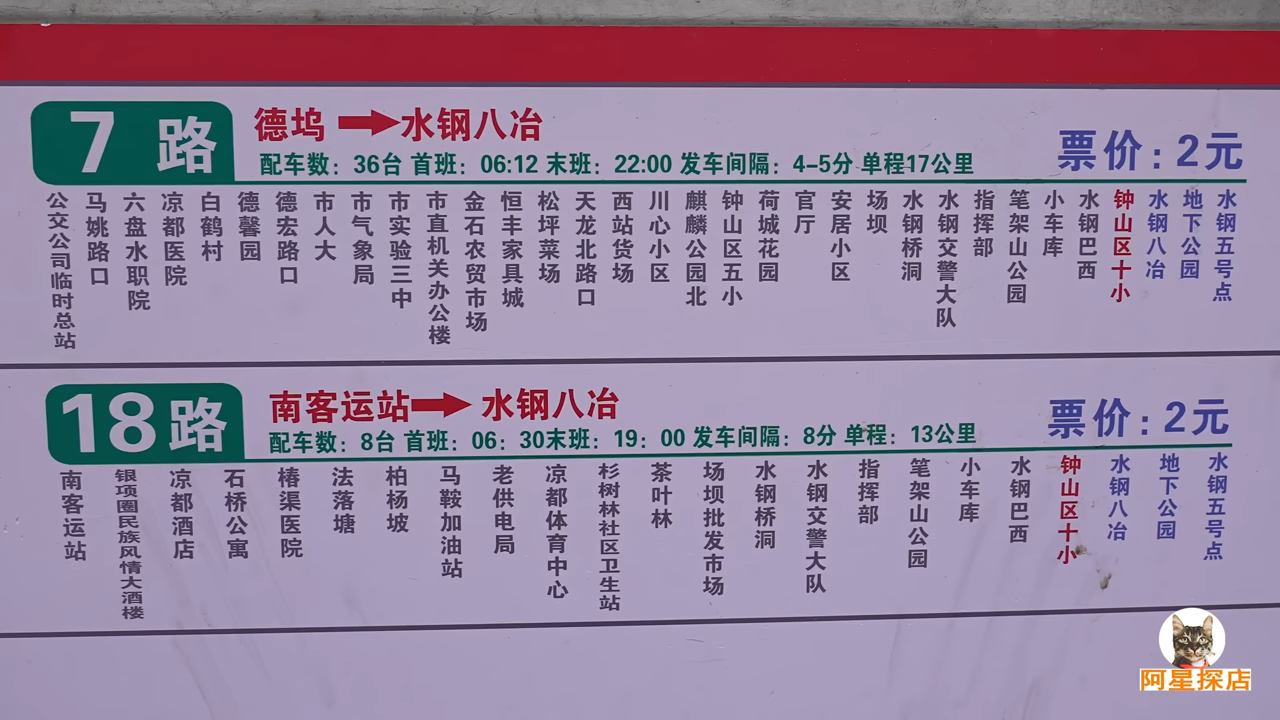 7 路
德坞➡水钢八冶
配车数：36台 首班：06:12 末班：22:00 发车间隔：4-5分 单程17公里
票价：2元
公交公司临时总站
马姚路口
六盘水职院
凉都医院
白鹤村
德馨园
德宏路口
市人大
市气象局
市实验三中
市直机关办公楼
金石农贸市场
恒丰家具城
松坪菜场
天龙北路口
西站货场
川心小区
麒麟公园北
钟山区五小
荷城花园
官厅
安居小区
场坝
水钢桥洞
水钢交警大队
指挥部
笔架山公园
小车库
水钢巴西
钟山区十小
水钢八冶
地下公园
水钢五号点
18路
南客运站➡水钢八冶
配车数：8台 首班：06：30末班：19：00 发车间隔：8分 单程：13公里
票价：2元
南客运站
银项圈民族风情大酒楼
凉都酒店
石桥公寓
椿渠医院
法落塘
柏杨坡
马鞍加油站
老供电局
凉都体育中心
杉树林社区卫生站
茶叶林
场坝批发市场
水钢桥洞
水钢交警大队
指挥部
笔架山公园
小车库
水钢巴西
钟山区十小
水钢八冶
地下公园
水钢五号点
阿星探店